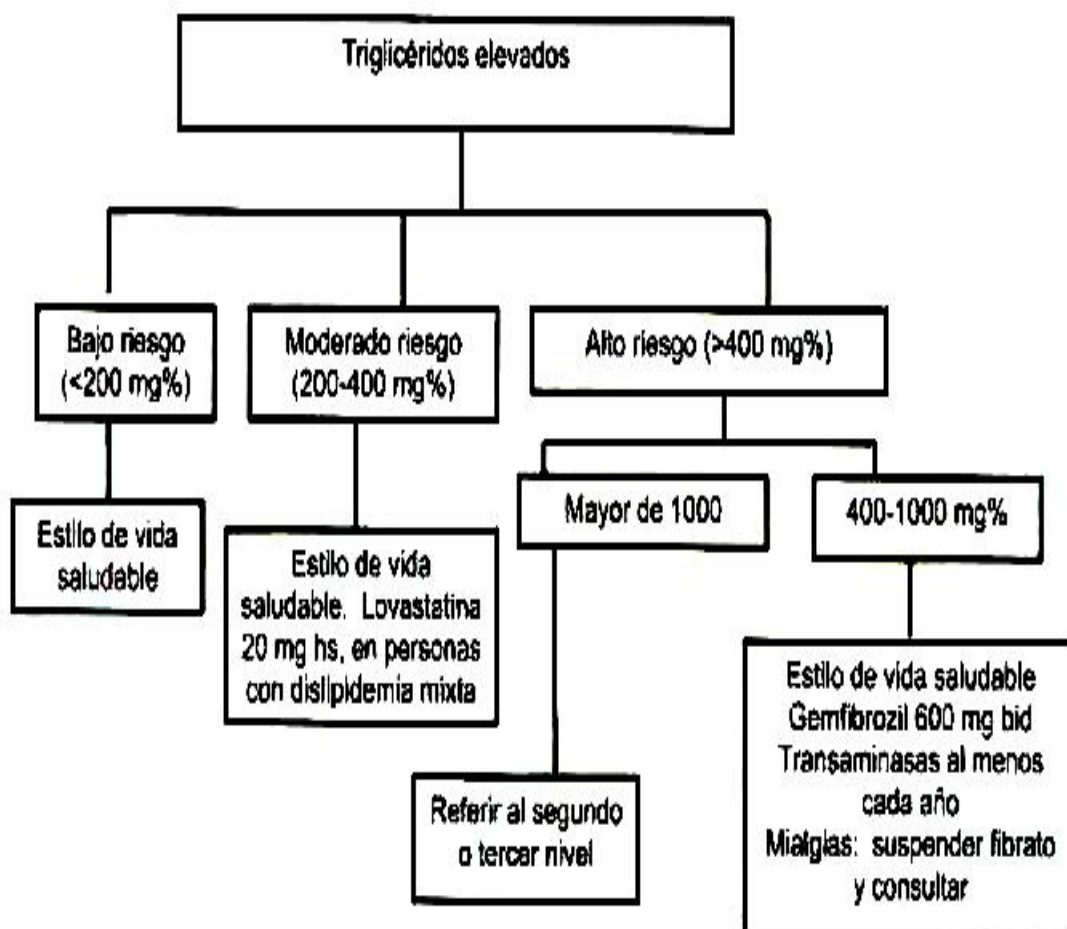 Triglicéridos elevados
Bajo riesgo
(<200 mg%)
Moderado riesgo
(200-400 mg%)
Alto riesgo (>400 mg%)
Mayor de 1000
400-1000 mg%
Estilo de vida
saludable
Estilo de vida
saludable. Lovastatina
20 mg hs, en personas
con dislipidemia mixta
Referir al segundo
o tercer nivel
Estilo de vida saludable
Gemfibrozil 600 mg bid
Transaminasas al menos
cada año
Mialgias: suspender fibrato
y consultar